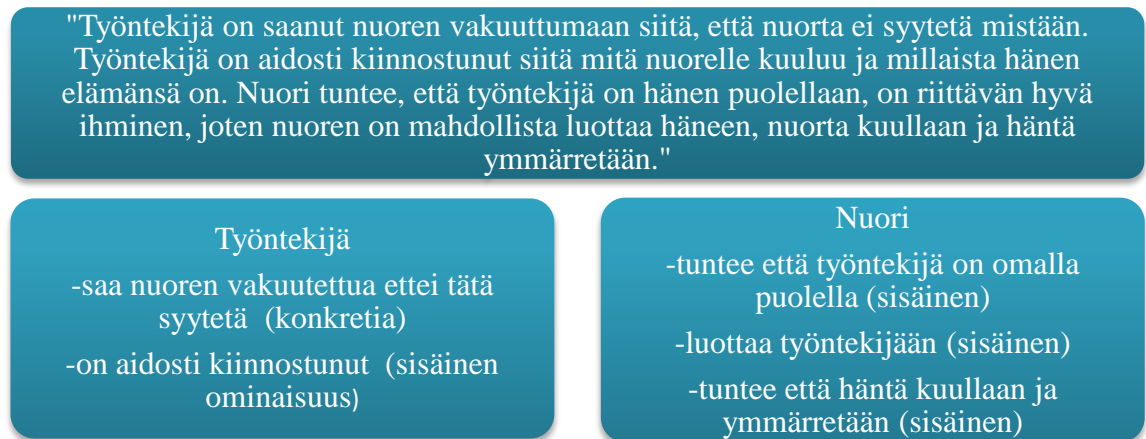 "Työntekijä on saanut nuoren vakuuttumaan siitä, että nuorta ei syytetä mistään.
Työntekijä on aidosti kiinnostunut siitä mitä nuorelle kuuluu ja millaista hänen
elämänsä on. Nuori tuntee, että työntekijä on hänen puolellaan, on riittävän hyvä
ihminen, joten nuoren on mahdollista luottaa häneen, nuorta kuullaan ja häntä
ymmärretään."
Työntekijä
-saa nuoren vakuutettua ettei tätä
syytetä (konkretia)
-on aidosti kiinnostunut (sisäinen
ominaisuus)
Nuori
-tuntee että työntekijä on omalla
puolella (sisäinen)
-luottaa työntekijään (sisäinen)
-tuntee että häntä kuullaan ja
ymmärretään (sisäinen)